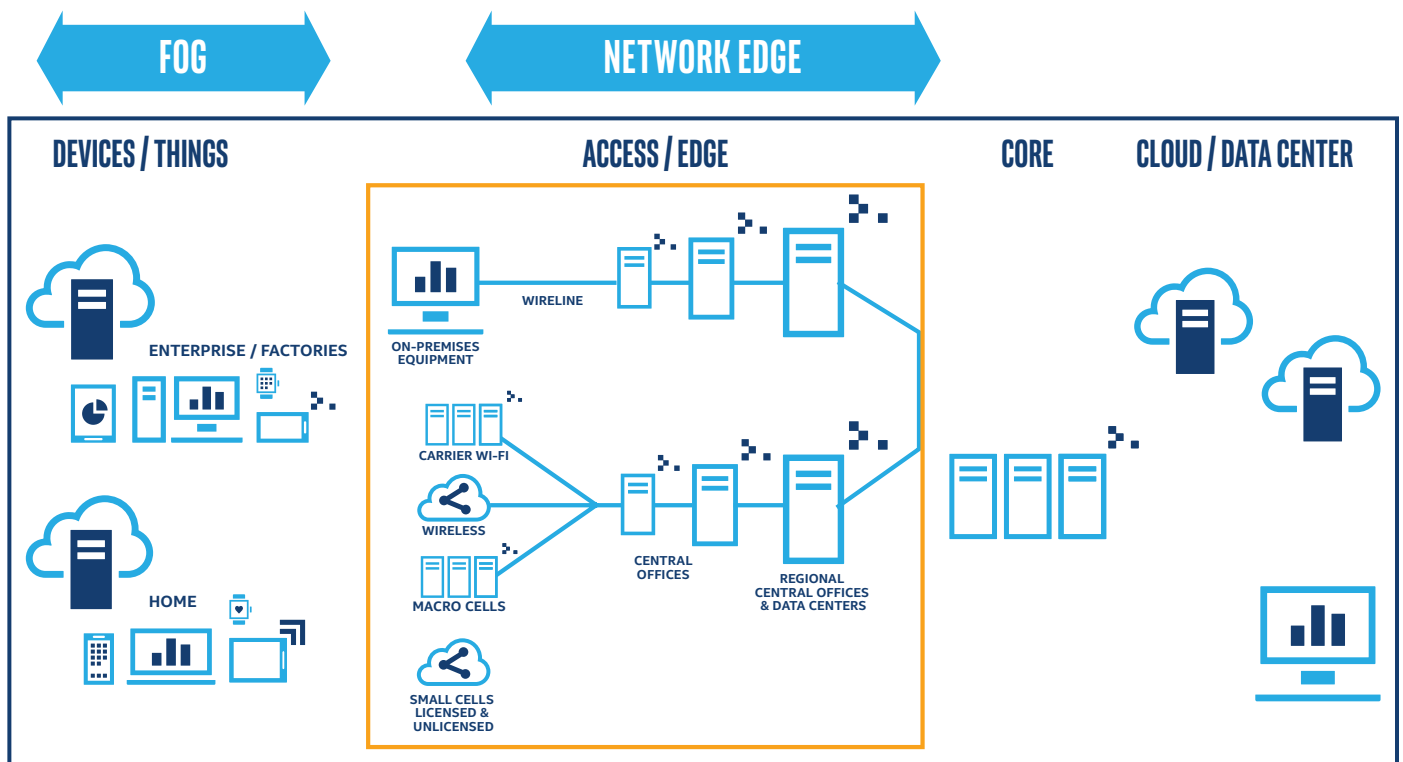 FOG
NETWORK EDGE
DEVICES / THINGS
ACCESS / EDGE
CORE
CLOUD / DATA CENTER
ENTERPRISE / FACTORIES
HOME
WIRELINE
ON-PREMISES
EQUIPMENT
CARRIER WI-FI
WIRELESS
MACRO CELLS
SMALL CELLS
LICENSED &
UNLICENSED
CENTRAL
OFFICES
REGIONAL
CENTRAL OFFICES
& DATA CENTERS